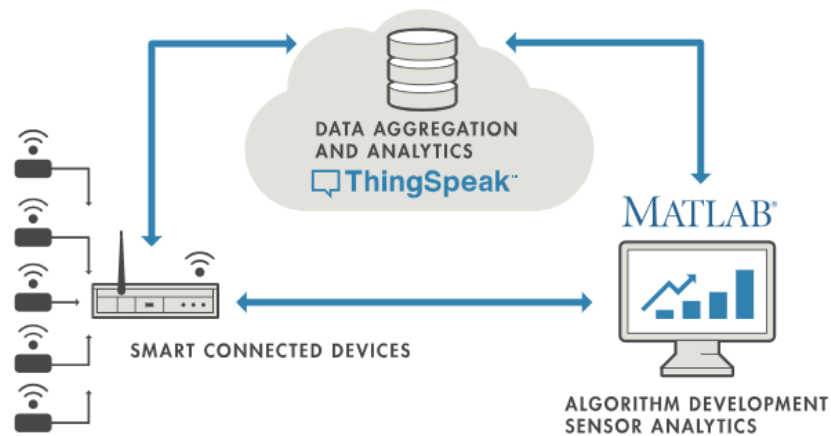 DATA AGGREGATION
AND ANALYTICS
ThingSpeak™
MATLAB®
SMART CONNECTED DEVICES
ALGORITHM DEVELOPMENT
SENSOR ANALYTICS